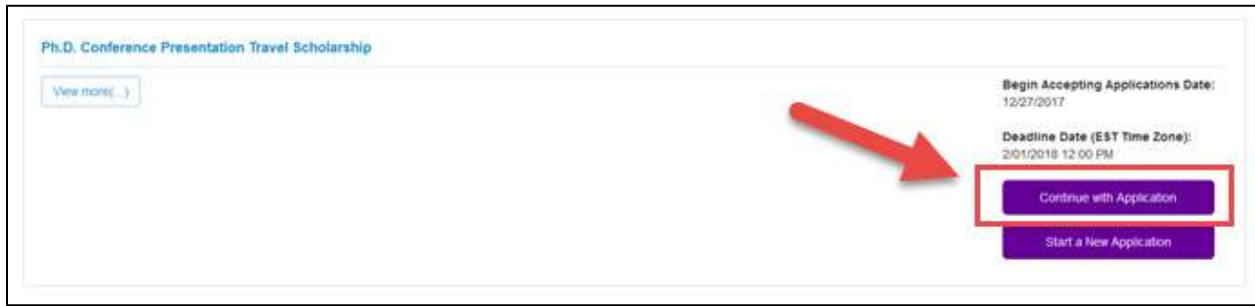 Ph.D. Conference Presentation Travel Scholarship
View more(...)
Begin Accepting Applications Date:
12/27/2017
Deadline Date (EST Time Zone):
2/01/2018 12:00 PM
Continue with Application
Start a New Application